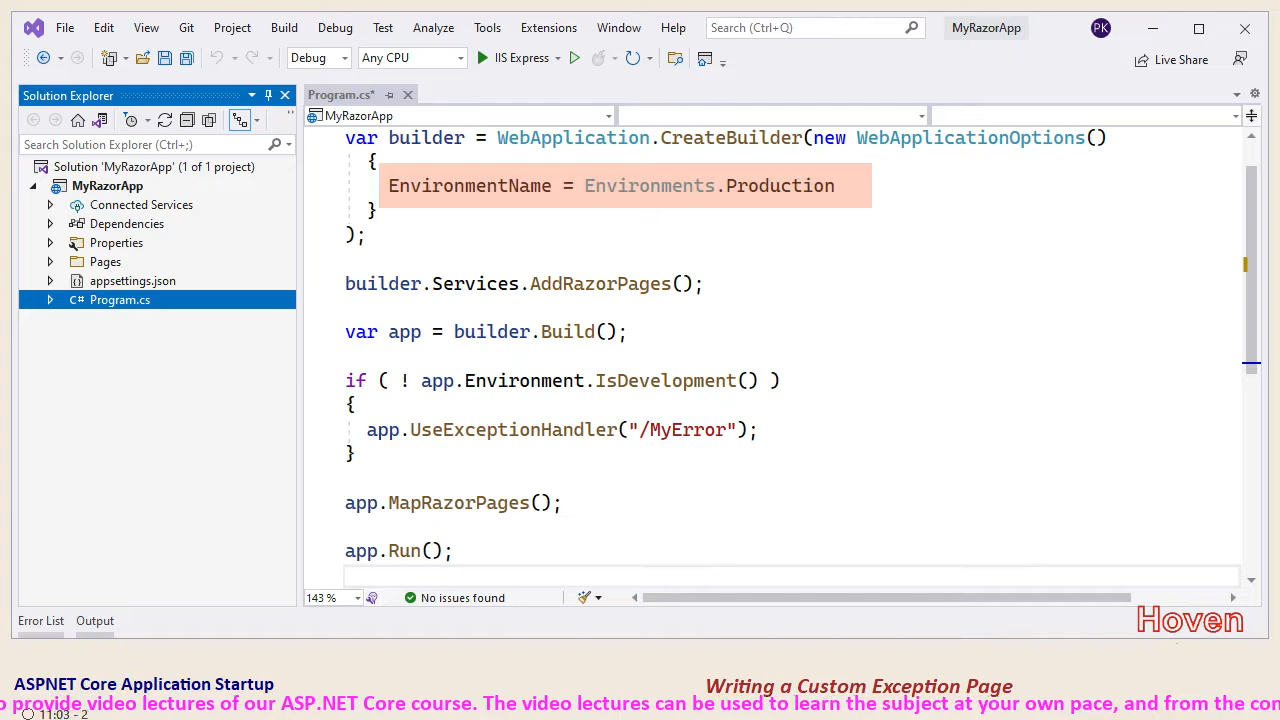 File Edit View Git Project Build Debug Test Analyze Tools Extensions Window Help Search (Ctrl+Q) MyRazorApp PK
Debug Any CPU IIS Express Live Share
Solution Explorer
Search Solution Explorer (Ctrl+;)
Solution 'MyRazorApp' (1 of 1 project)
MyRazorApp
Connected Services
Dependencies
Properties
Pages
appsettings.json
C# Program.cs
Program.cs*
MyRazorApp
var builder = WebApplication.CreateBuilder(new WebApplicationOptions()
{
EnvironmentName = Environments.Production
}
);
builder.Services.AddRazorPages();
var app = builder.Build();
if ( ! app.Environment.IsDevelopment() )
{
app.UseExceptionHandler("/MyError");
}
app.MapRazorPages();
app.Run();
143 % No issues found
Error List Output
Hoven
ASPNET Core Application Startup
Writing a Custom Exception Page
o provide video lectures of our ASP.NET Core course. The video lectures can be used to learn the subject at your own pace, and from the con
11:03 - 2